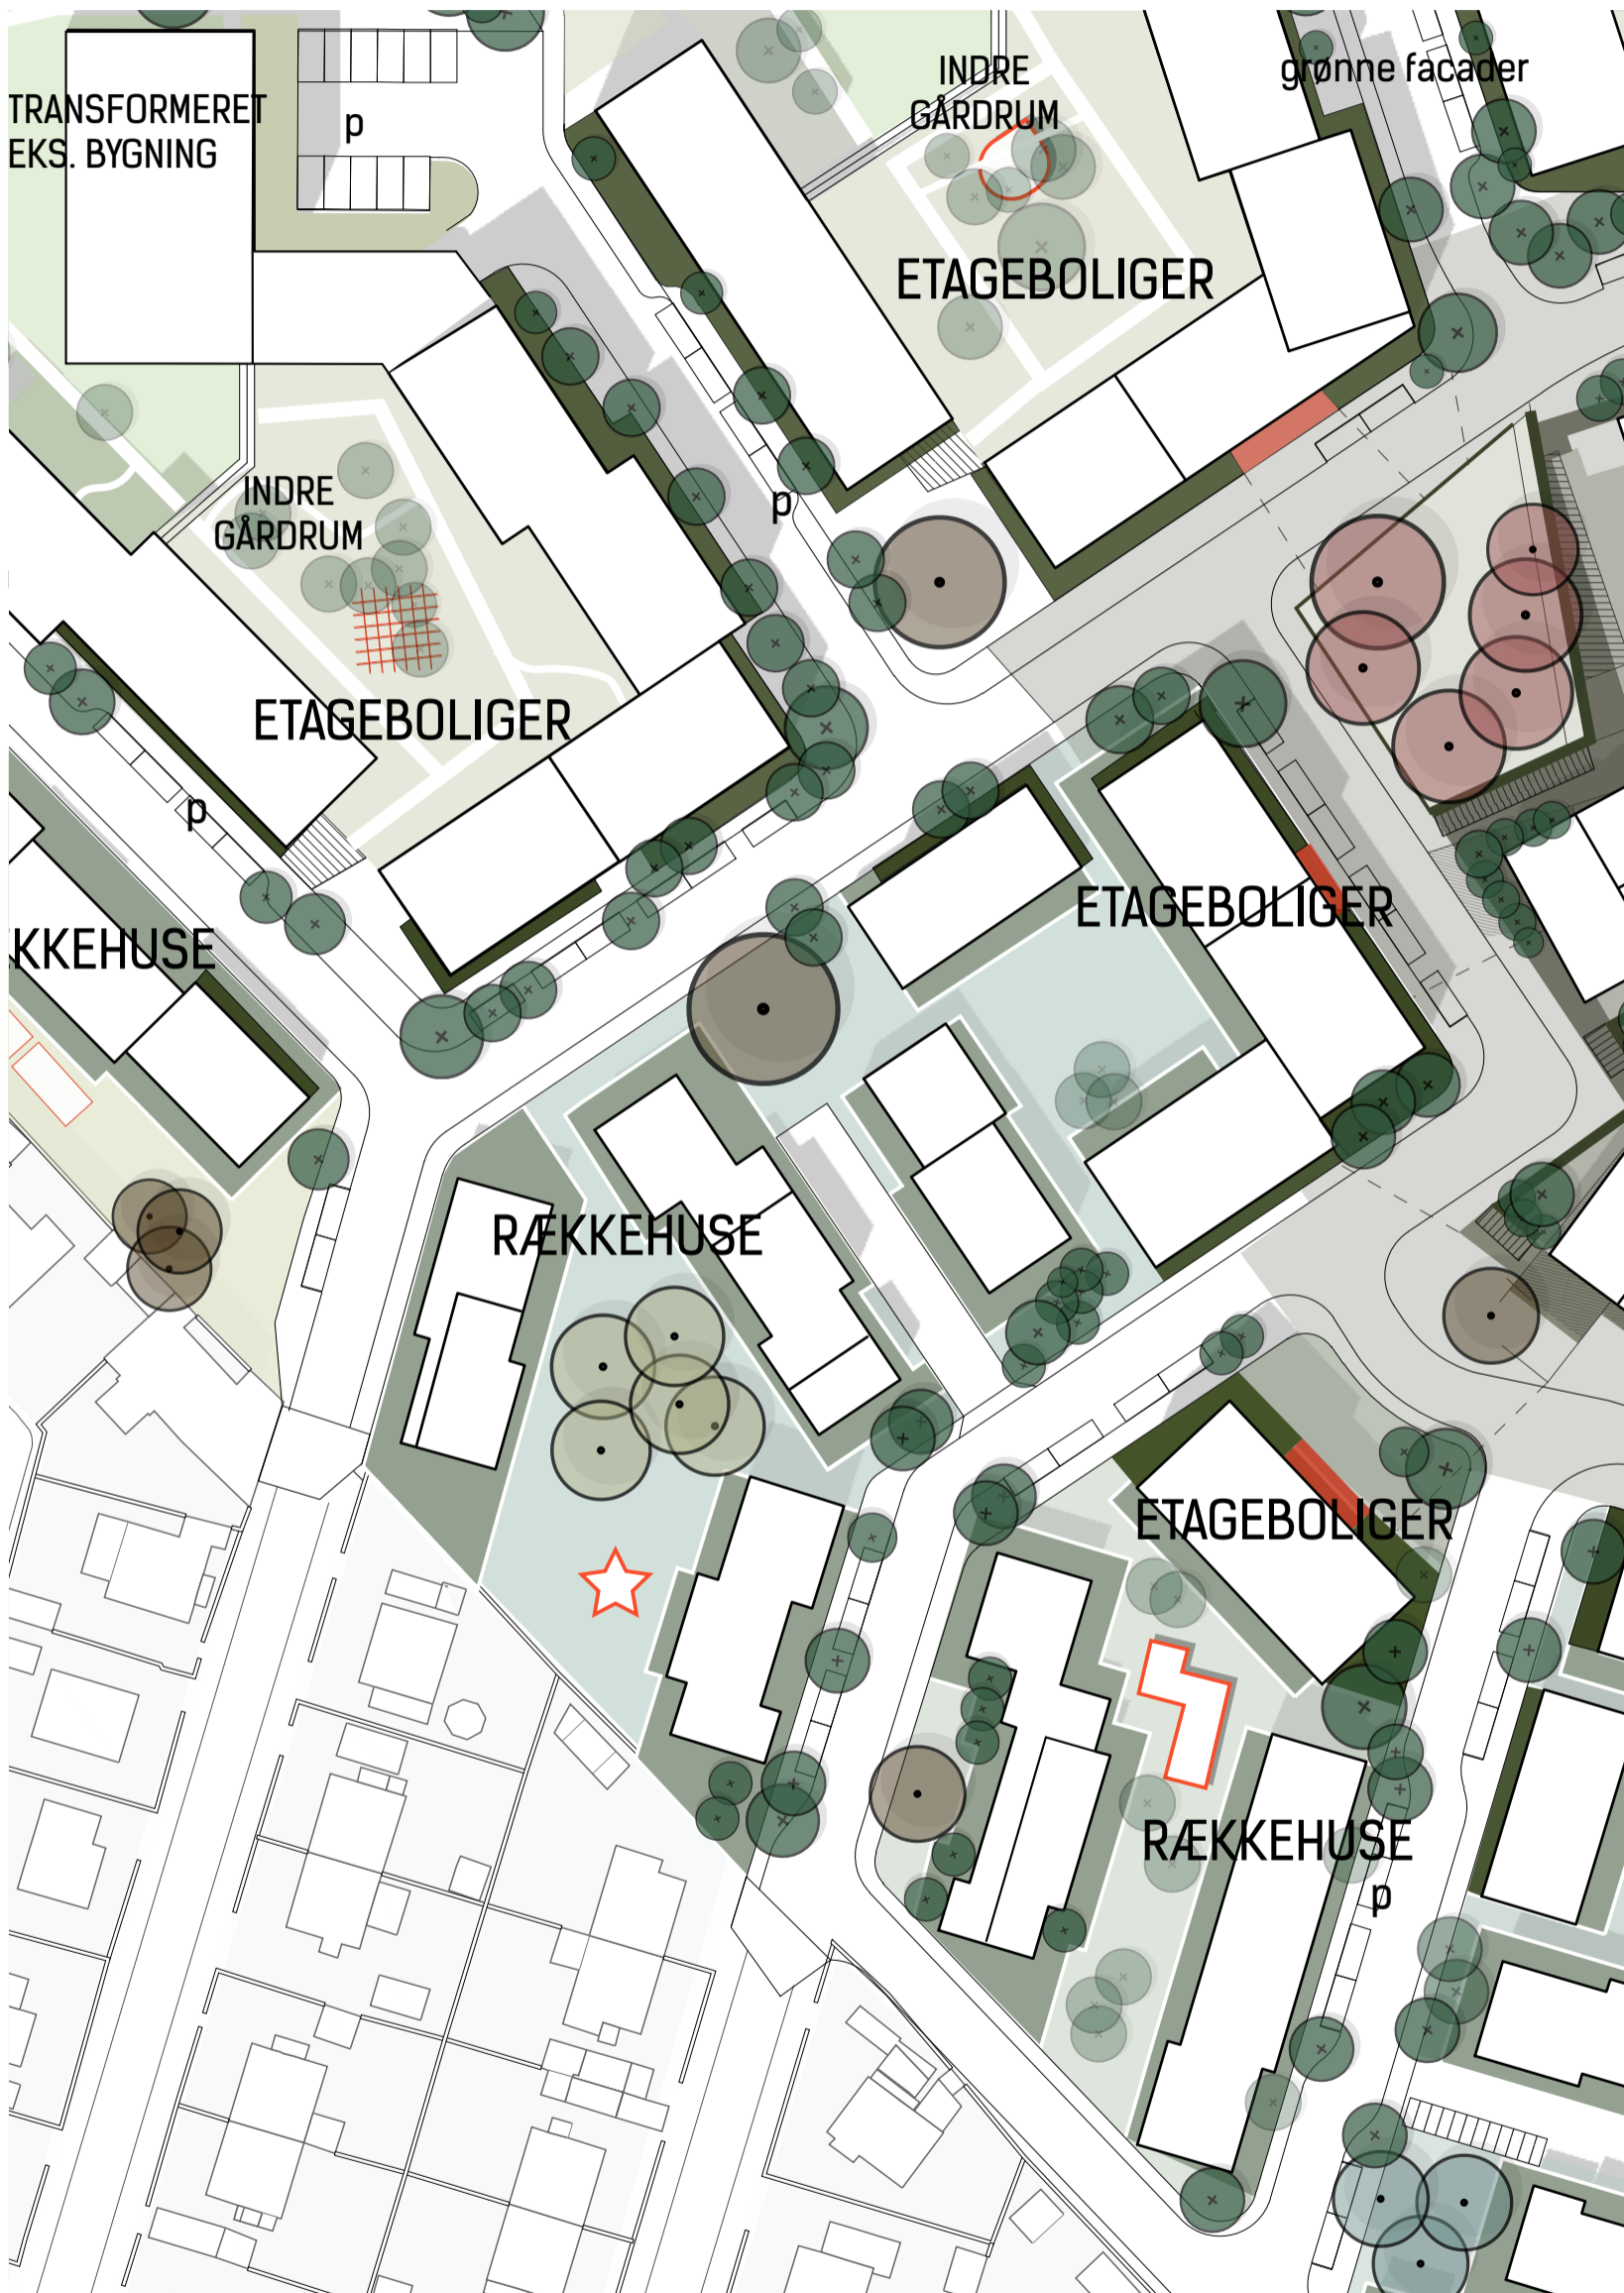 INDRE
GÅRDRUM
grønne facader
TRANSFORMERET
EKS. BYGNING
p
ETAGEBOLIGER
INDRE
GÅRDRUM
p
ETAGEBOLIGER
p
ETAGEBOLIGER
KKEHUSE
RÆKKEHUSE
ETAGEBOLIGER
RÆKKEHUSE
p